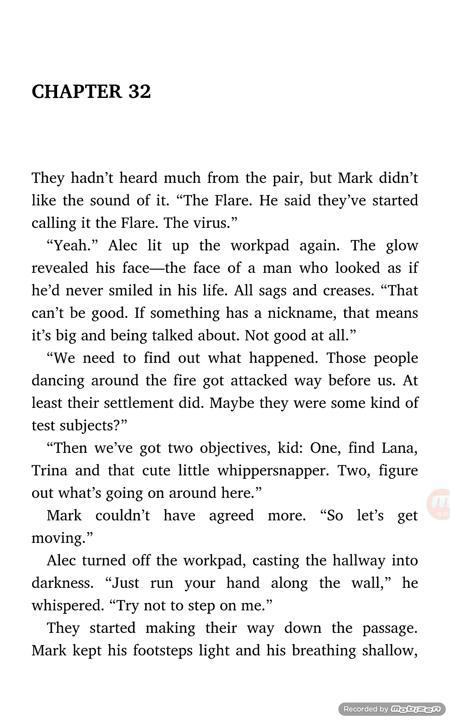 CHAPTER 32
They hadn’t heard much from the pair, but Mark didn’t
like the sound of it. “The Flare. He said they’ve started
calling it the Flare. The virus.”
“Yeah.” Alec lit up the workpad again. The glow
revealed his face—the face of a man who looked as if
he’d never smiled in his life. All sags and creases. “That
can’t be good. If something has a nickname, that means
it’s big and being talked about. Not good at all.”
“We need to find out what happened. Those people
dancing around the fire got attacked way before us. At
least their settlement did. Maybe they were some kind of
test subjects?”
“Then we’ve got two objectives, kid: One, find Lana,
Trina and that cute little whippersnapper. Two, figure
out what’s going on around here.”
Mark couldn’t have agreed more. “So let’s get
moving.”
Alec turned off the workpad, casting the hallway into
darkness. “Just run your hand along the wall,” he
whispered. “Try not to step on me.”
They started making their way down the passage.
Mark kept his footsteps light and his breathing shallow,
Recorded by mobizen